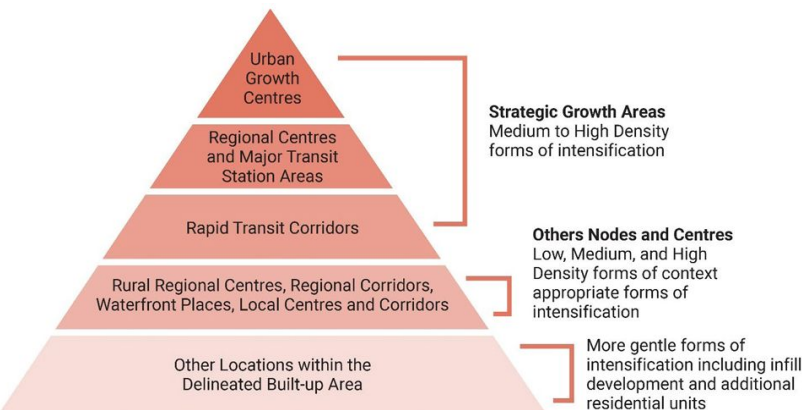 Urban
Growth
Centres
Regional Centres
and Major Transit
Station Areas
Rapid Transit Corridors
Rural Regional Centres, Regional Corridors,
Waterfront Places, Local Centres and Corridors
Other Locations within the
Delineated Built-up Area
Strategic Growth Areas
Medium to High Density
forms of intensification
Others Nodes and Centres
Low, Medium, and High
Density forms of context
appropriate forms of
intensification
More gentle forms of
intensification including infill
development and additional
residential units